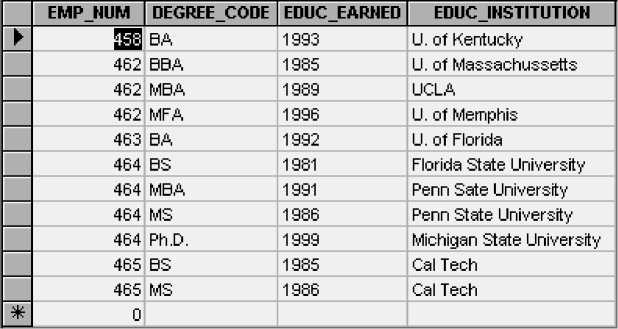 EMP_NUM DEGREE_CODE EDUC_EARNED EDUC_INSTITUTION
458 BA 1993 U. of Kentucky
462 BBA 1985 U. of Massachussetts
462 MBA 1989 UCLA
462 MFA 1996 U. of Memphis
463 BA 1992 U. of Florida
464 BS 1981 Florida State University
464 MBA 1991 Penn Sate University
464 MS 1986 Penn State University
464 Ph.D. 1999 Michigan State University
465 BS 1985 Cal Tech
465 MS 1986 Cal Tech
* 0